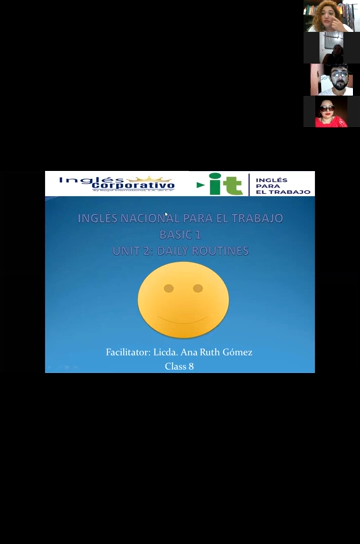 Inglés
Corporativo
it
INGLÉS
PARA
EL TRABAJO
INGLES NACIONAL PARA EL TRABAJO
BASIC 1
UNIT 2: DAILY ROUTINES
Facilitator: Licda. Ana Ruth Gómez
Class 8